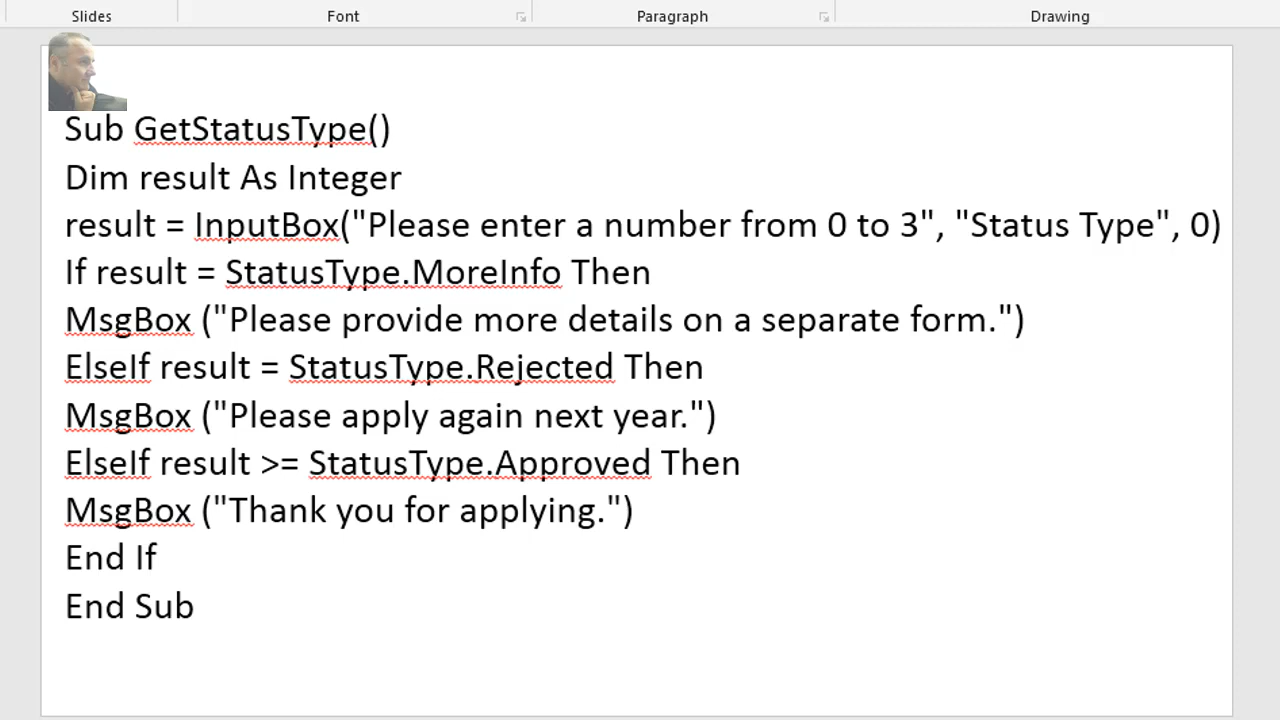 Slides Font Paragraph Drawing
Sub GetStatusType()
Dim result As Integer
result = InputBox("Please enter a number from 0 to 3", "Status Type", 0)
If result = StatusType.MoreInfo Then
MsgBox ("Please provide more details on a separate form.")
ElseIf result = StatusType.Rejected Then
MsgBox ("Please apply again next year.")
ElseIf result >= StatusType.Approved Then
MsgBox ("Thank you for applying.")
End If
End Sub